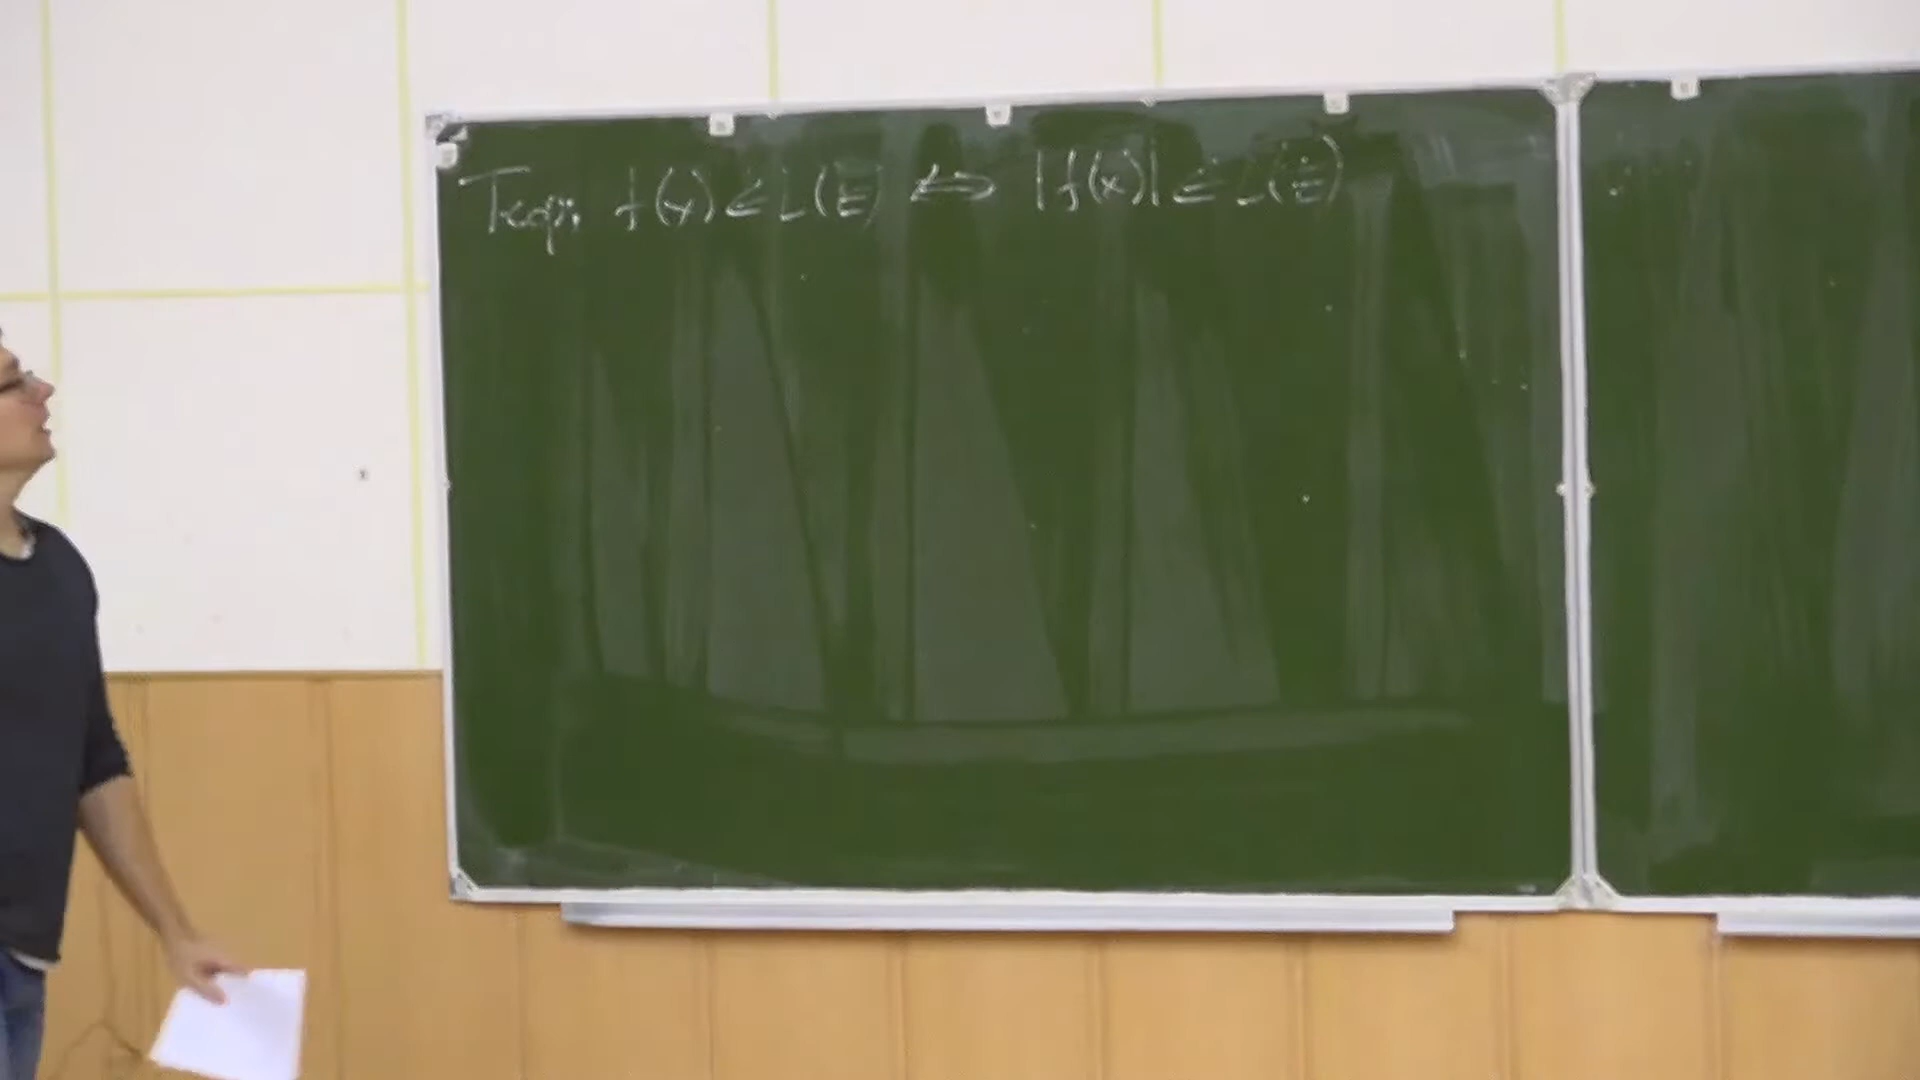 Теор. f(x) ∈ L(E) ⇔ |f(x)| ∈ L(E)